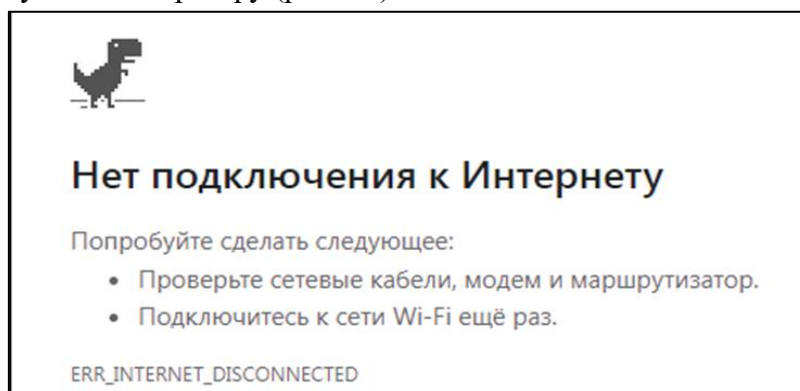 Нет подключения к Интернету
Попробуйте сделать следующее:
• Проверьте сетевые кабели, модем и маршрутизатор.
• Подключитесь к сети Wi-Fi ещё раз.
ERR_INTERNET_DISCONNECTED